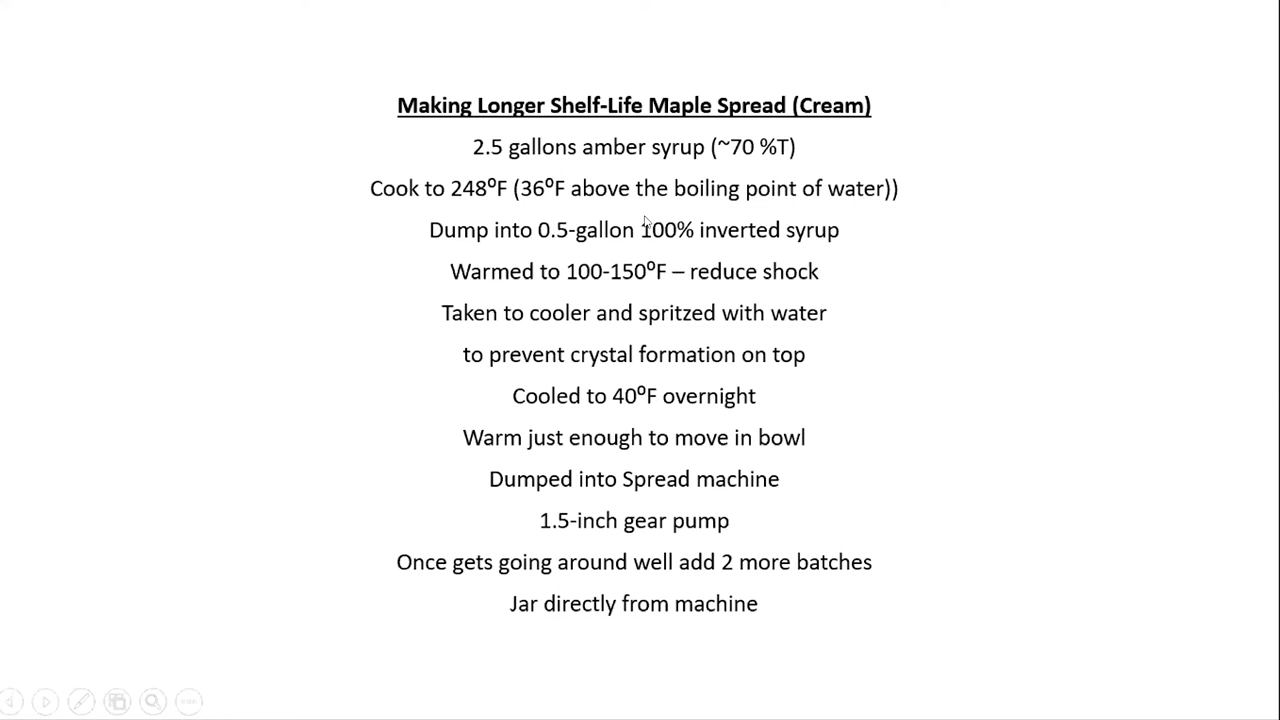 Making Longer Shelf-Life Maple Spread (Cream)
2.5 gallons amber syrup (~70 %T)
Cook to 248⁰F (36⁰F above the boiling point of water))
Dump into 0.5-gallon 100% inverted syrup
Warmed to 100-150⁰F – reduce shock
Taken to cooler and spritzed with water
to prevent crystal formation on top
Cooled to 40⁰F overnight
Warm just enough to move in bowl
Dumped into Spread machine
1.5-inch gear pump
Once gets going around well add 2 more batches
Jar directly from machine